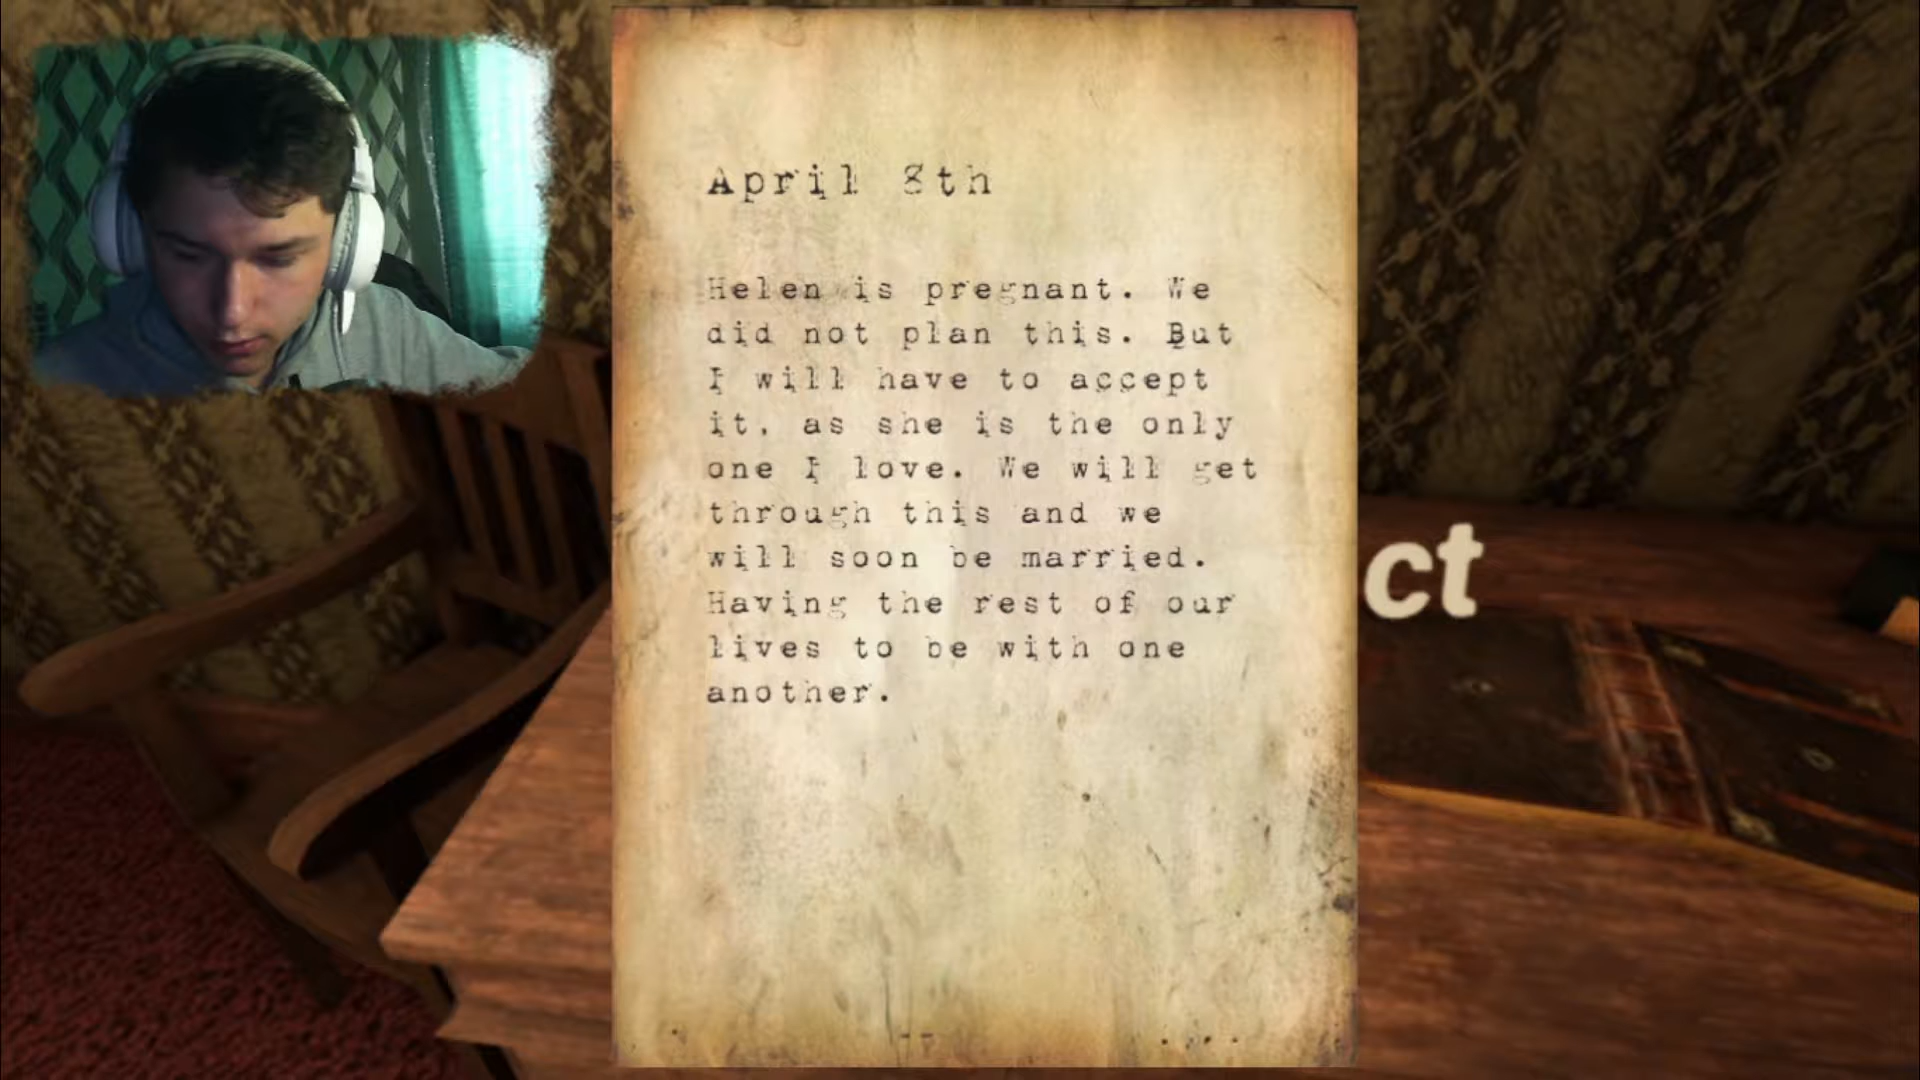 April 8th
Helen is pregnant. We
did not plan this. But
I will have to accept
it, as she is the only
one I love. We will get
through this and we
will soon be married.
Having the rest of our
lives to be with one
another.
ct